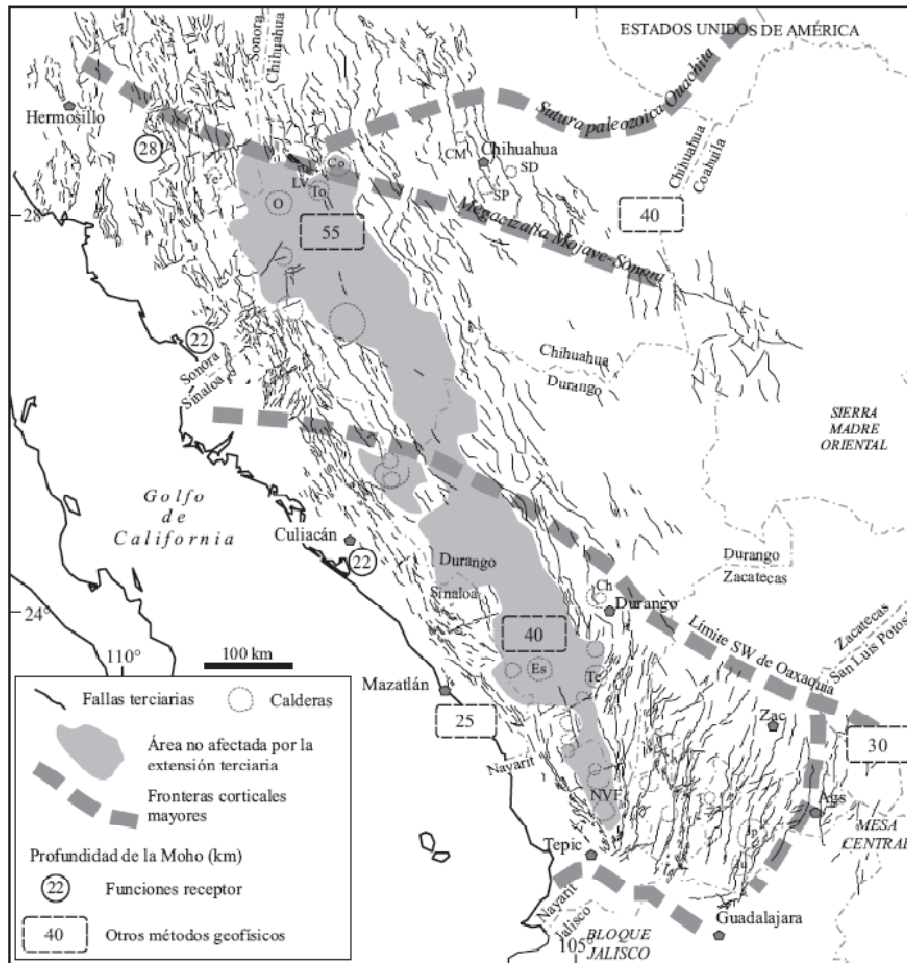 ESTADOS UNIDOS DE AMÉRICA
Sonora
Chihuahua
Hermosillo
Sutura paleozoica Ouachita
28
CM
Chihuahua
SD
SP
Co
LV
To
O
Chihuahua
Coahuila
28°
55
40
Megacizalla Mojave-Sonora
22
Sonora
Sinaloa
Chihuahua
Durango
SIERRA
MADRE
ORIENTAL
Golfo
de
California
Culiacán
22
Durango
Sinaloa
Durango
Zacatecas
Ch
Durango
24°
40
Límite SW de Oaxaquia
Zacatecas
San Luis Potosí
110°
100 km
Es
Te
Mazatlán
25
Zac
30
Nayarit
NVF
Ags
MESA
CENTRAL
Tepic
Nayarit
Jalisco
Guadalajara
105°
BLOQUE
JALISCO
Fallas terciarias
Calderas
Área no afectada por la
extensión terciaria
Fronteras corticales
mayores
Profundidad de la Moho (km)
22
Funciones receptor
40
Otros métodos geofísicos